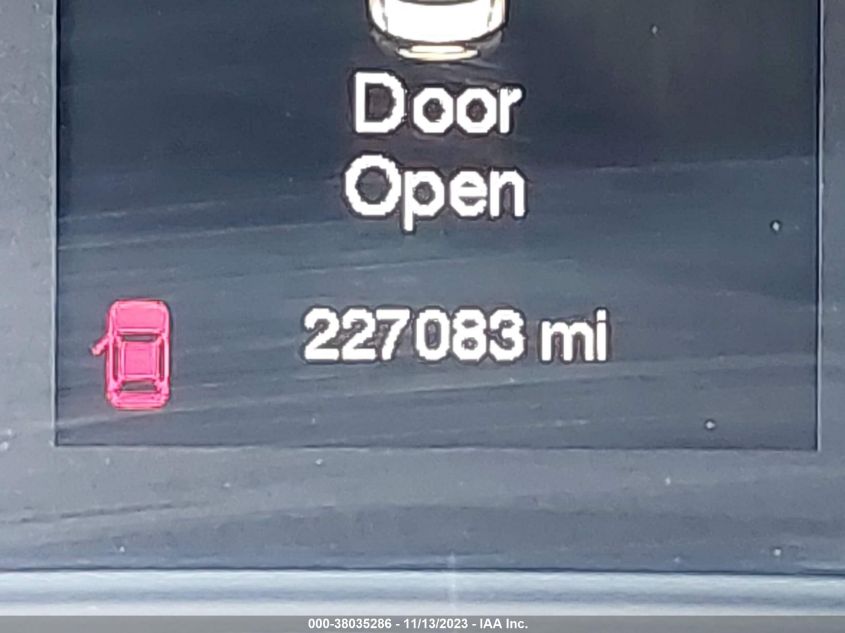 Door
Open
227083 mi
000-38035286 - 11/13/2023 - IAA Inc.